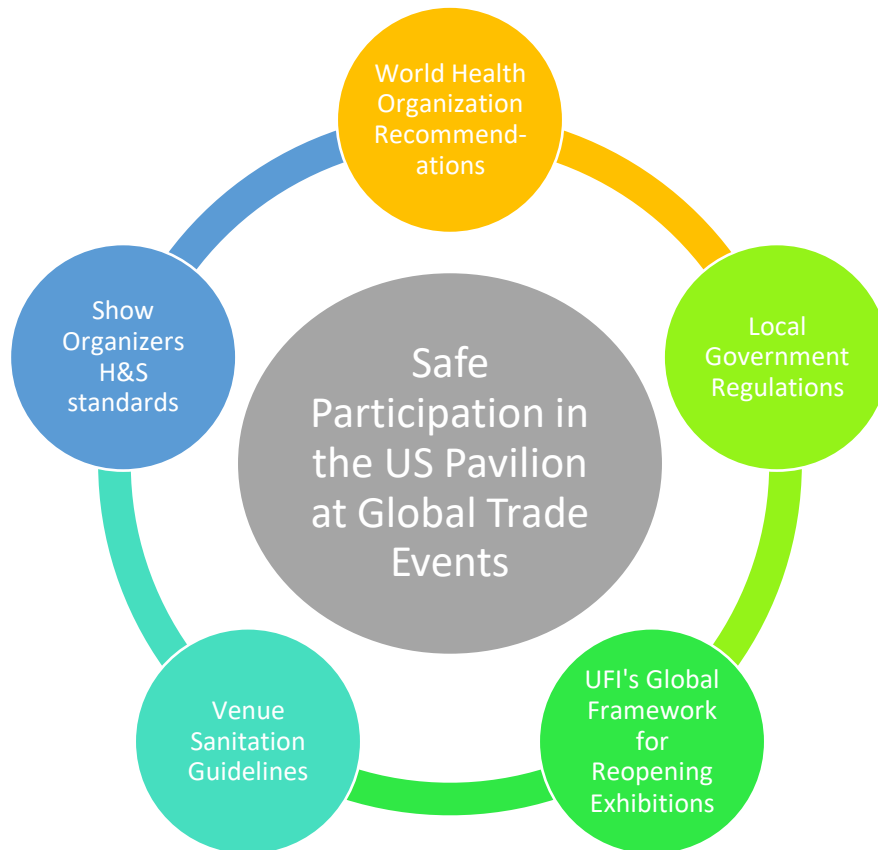 World Health
Organization
Recommend-
ations
Local
Government
Regulations
UFI's Global
Framework
for
Reopening
Exhibitions
Venue
Sanitation
Guidelines
Show
Organizers
H&S
standards
Safe
Participation in
the US Pavilion
at Global Trade
Events